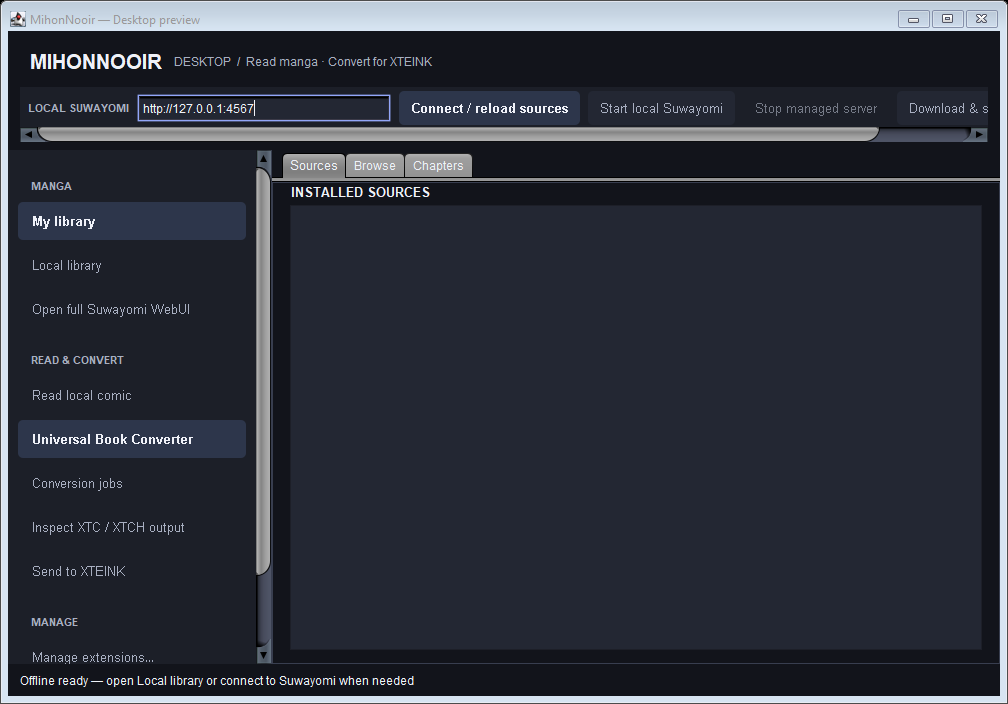 MihonNooir — Desktop preview
MIHONNOOIR DESKTOP / Read manga · Convert for XTEINK
LOCAL SUWAYOMI http://127.0.0.1:4567 Connect / reload sources Start local Suwayomi Stop managed server Download & s
Sources Browse Chapters
INSTALLED SOURCES
MANGA
My library
Local library
Open full Suwayomi WebUI
READ & CONVERT
Read local comic
Universal Book Converter
Conversion jobs
Inspect XTC / XTCH output
Send to XTEINK
MANAGE
Manage extensions...
Offline ready — open Local library or connect to Suwayomi when needed